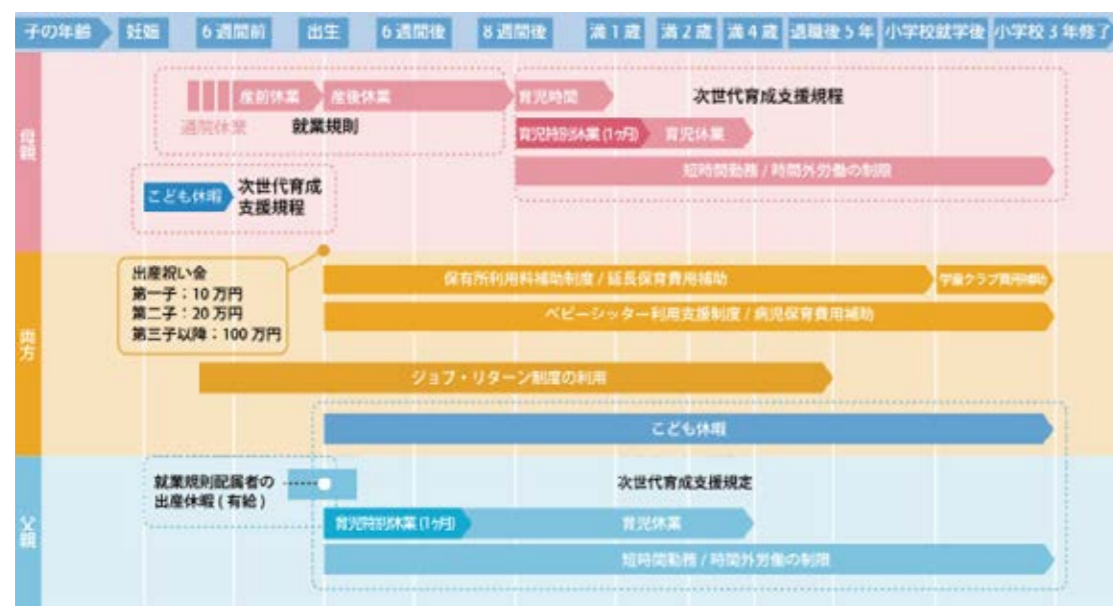 子の年齢
妊娠
6週間前
出生
6週間後
8週間後
満1歳
満2歳
満4歳
退職後5年
小学校就学後
小学校3年修了
母親
産前休業
産後休業
通院休業
就業規則
育児時間
次世代育成支援規程
育児特別休業(1ヶ月)
育児休業
短時間勤務 / 時間外労働の制限
こども休暇
次世代育成
支援規程
両方
出産祝い金
第一子:10万円
第二子:20万円
第三子以降:100万円
保有所利用料補助制度 / 延長保育費用補助
学童クラブ費用補助
ベビーシッター利用支援制度 / 病児保育費用補助
ジョブ・リターン制度の利用
こども休暇
父親
就業規則配属者の
出産休暇(有給)
次世代育成支援規定
育児特別休業(1ヶ月)
育児休業
短時間勤務 / 時間外労働の制限